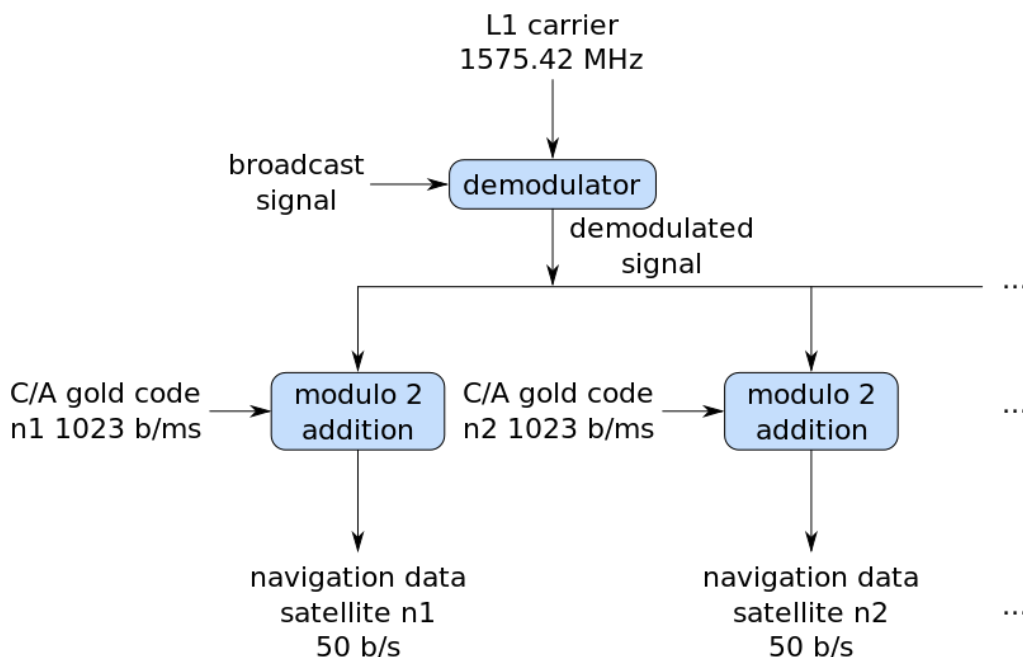 L1 carrier
1575.42 MHz
broadcast
signal
demodulator
demodulated
signal
...
C/A gold code
n1 1023 b/ms
modulo 2
addition
C/A gold code
n2 1023 b/ms
modulo 2
addition
...
navigation data
satellite n1
50 b/s
navigation data
satellite n2
50 b/s
...